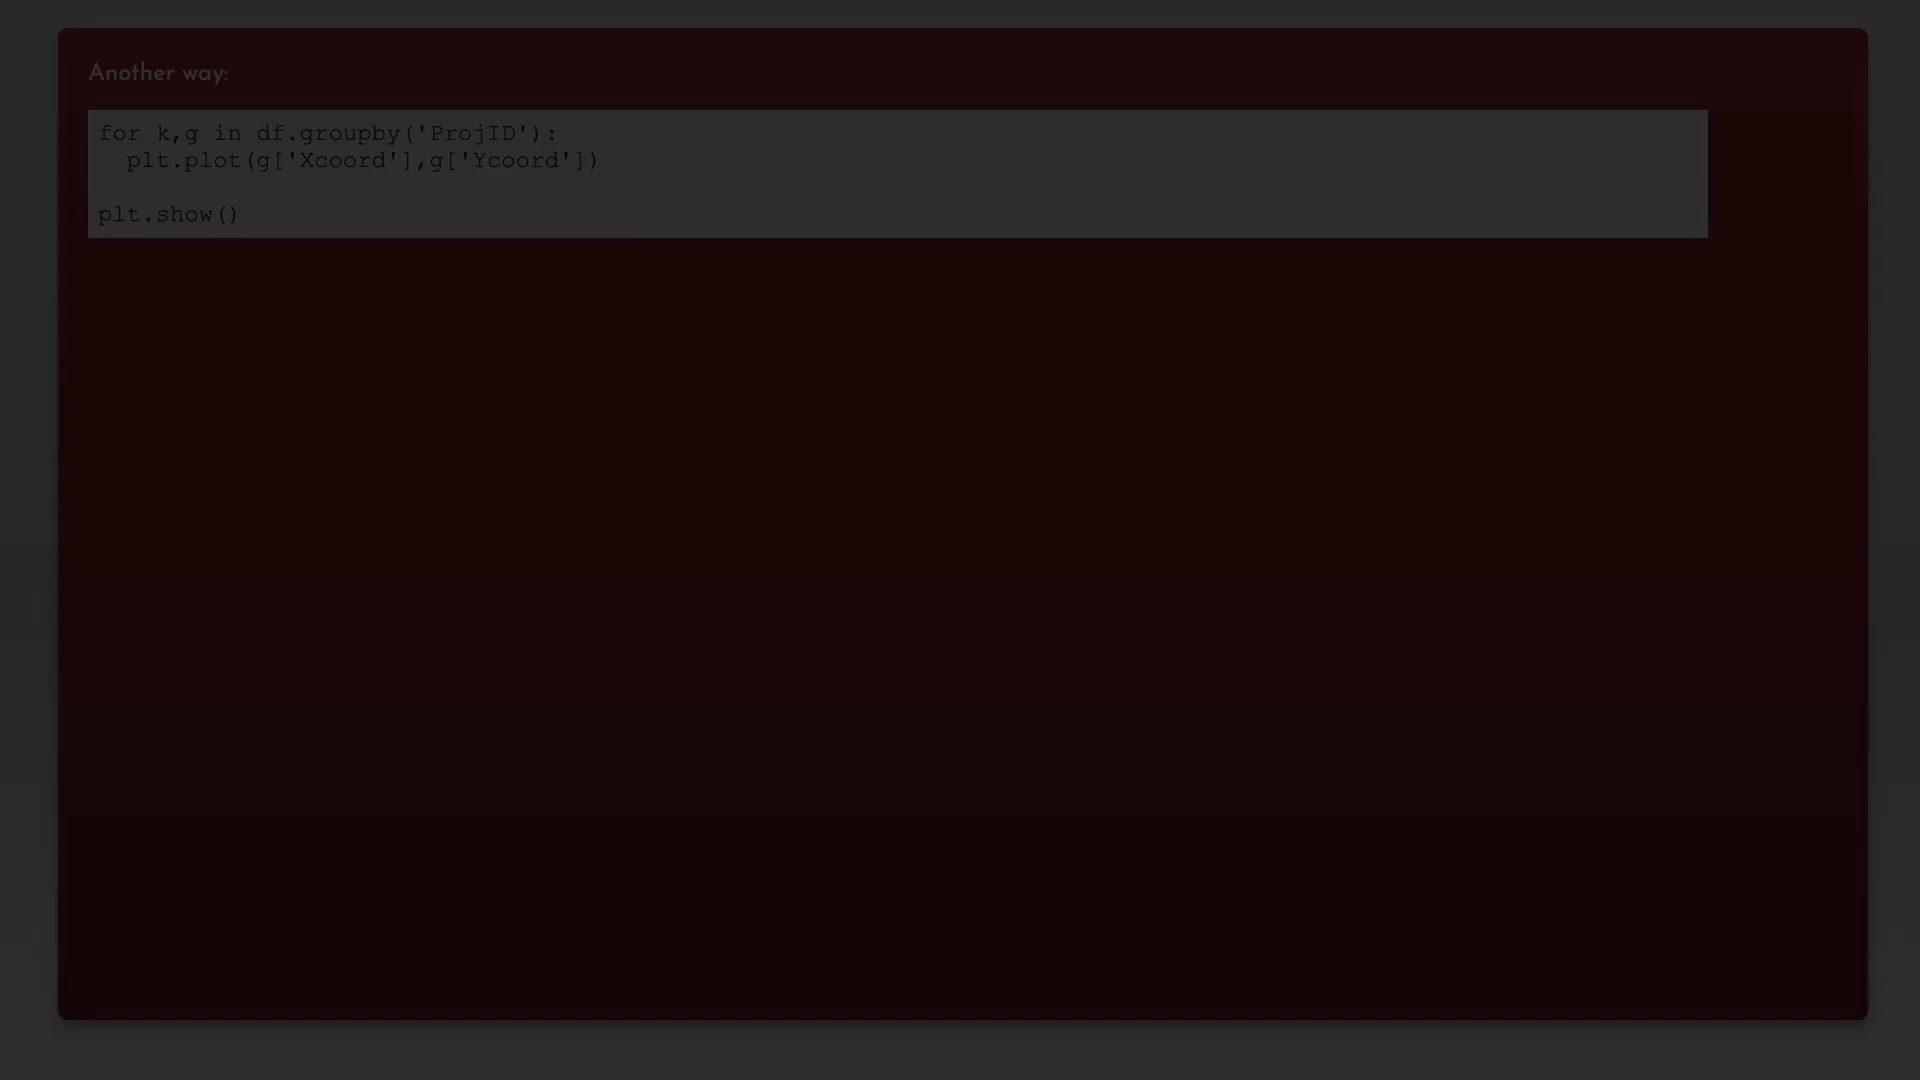 Another way:
for k,g in df.groupby('ProjID'):
  plt.plot(g['Xcoord'],g['Ycoord'])
plt.show()